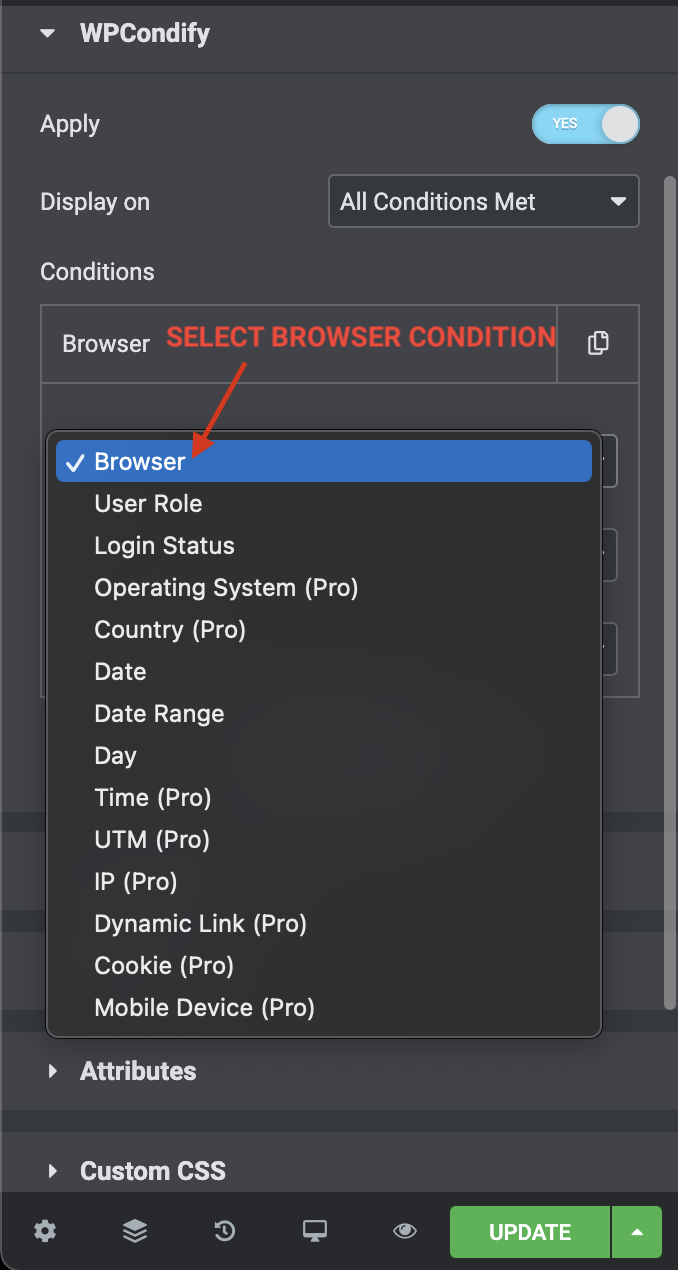 WPCondify
Apply
YES
Display on
All Conditions Met
Conditions
Browser
SELECT BROWSER CONDITION
Browser
User Role
Login Status
Operating System (Pro)
Country (Pro)
Date
Date Range
Day
Time (Pro)
UTM (Pro)
IP (Pro)
Dynamic Link (Pro)
Cookie (Pro)
Mobile Device (Pro)
Attributes
Custom CSS
UPDATE